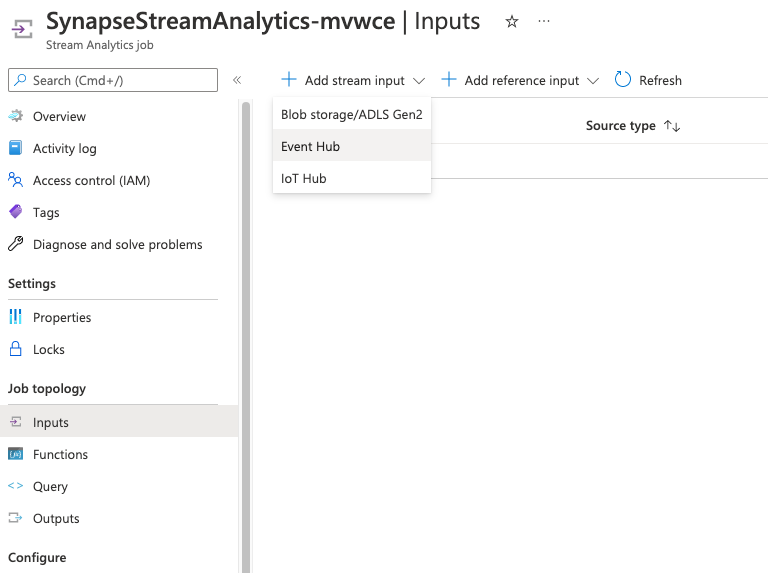 SynapseStreamAnalytics-mvwce | Inputs
Stream Analytics job
Search (Cmd+/)
Add stream input
Add reference input
Refresh
Blob storage/ADLS Gen2
Event Hub
IoT Hub
Source type
Overview
Activity log
Access control (IAM)
Tags
Diagnose and solve problems
Settings
Properties
Locks
Job topology
Inputs
Functions
Query
Outputs
Configure